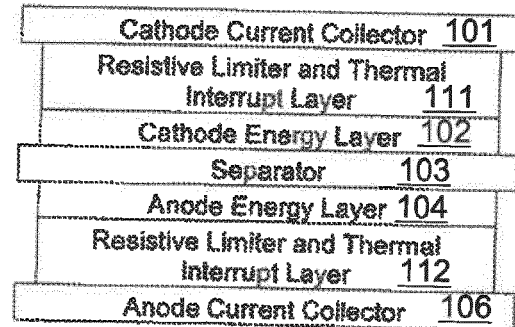 Cathode Current Collector 101
Resistive Limiter and Thermal
Interrupt Layer 111
Cathode Energy Layer 102
Separator 103
Anode Energy Layer 104
Resistive Limiter and Thermal
Interrupt Layer 112
Anode Current Collector 106